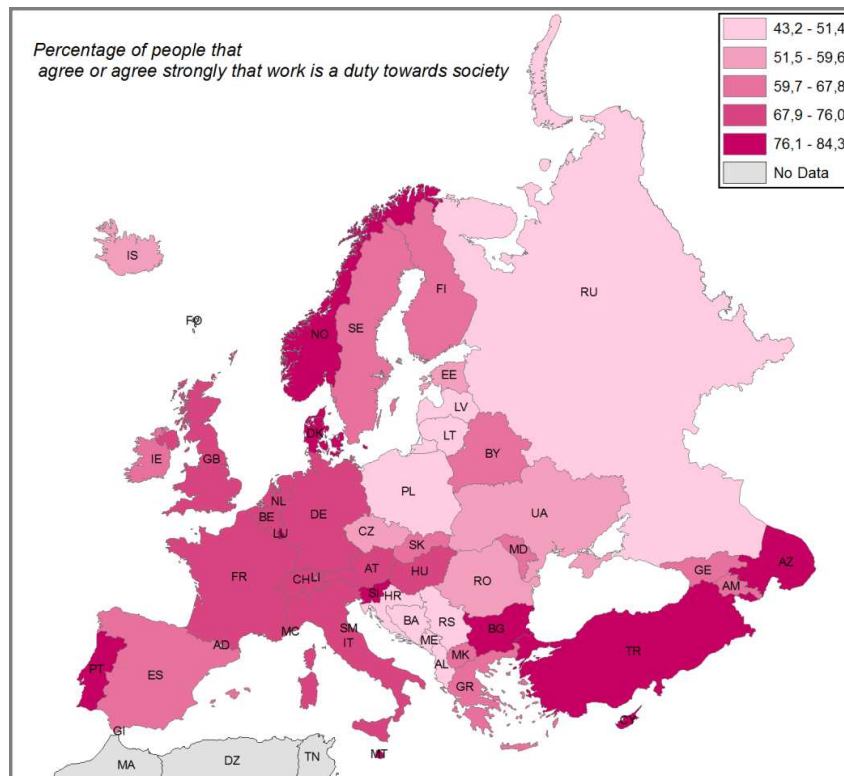 Percentage of people that
agree or agree strongly that work is a duty towards society
43,2 - 51,4
51,5 - 59,6
59,7 - 67,8
67,9 - 76,0
76,1 - 84,3
No Data
IS
RU
FI
FO
SE
NO
EE
LV
LT
DK
BY
IE
GB
NL
PL
DE
BE
UA
LU
CZ
SK
MD
FR
AT
HU
CH
LI
RO
GE
AZ
SI
HR
AM
BA
RS
MC
SM
ME
BG
IT
AD
MK
TR
PT
AL
ES
GR
CY
GI
MT
MA
DZ
TN